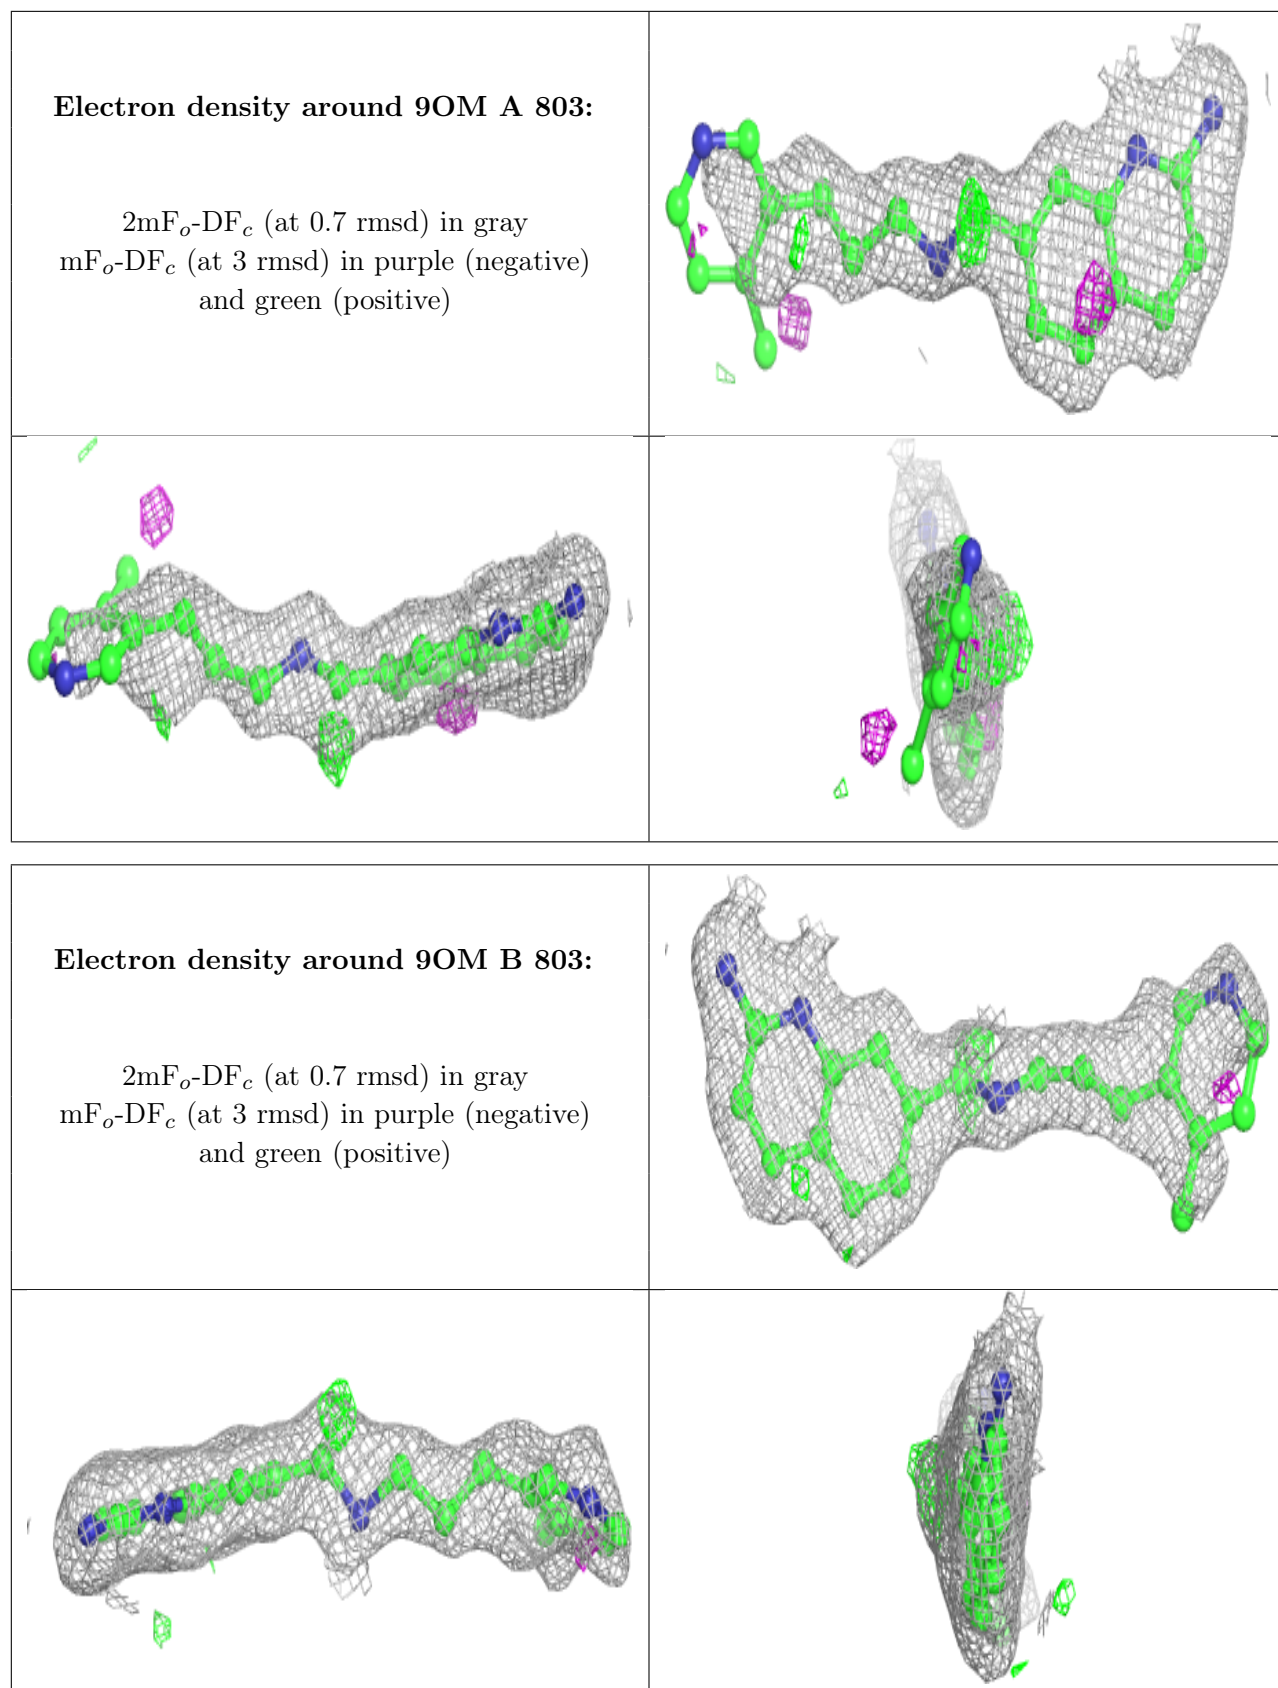 Electron density around 9OM A 803:
2mFo-DFc (at 0.7 rmsd) in gray
mFo-DFc (at 3 rmsd) in purple (negative)
and green (positive)
Electron density around 9OM B 803:
2mFo-DFc (at 0.7 rmsd) in gray
mFo-DFc (at 3 rmsd) in purple (negative)
and green (positive)